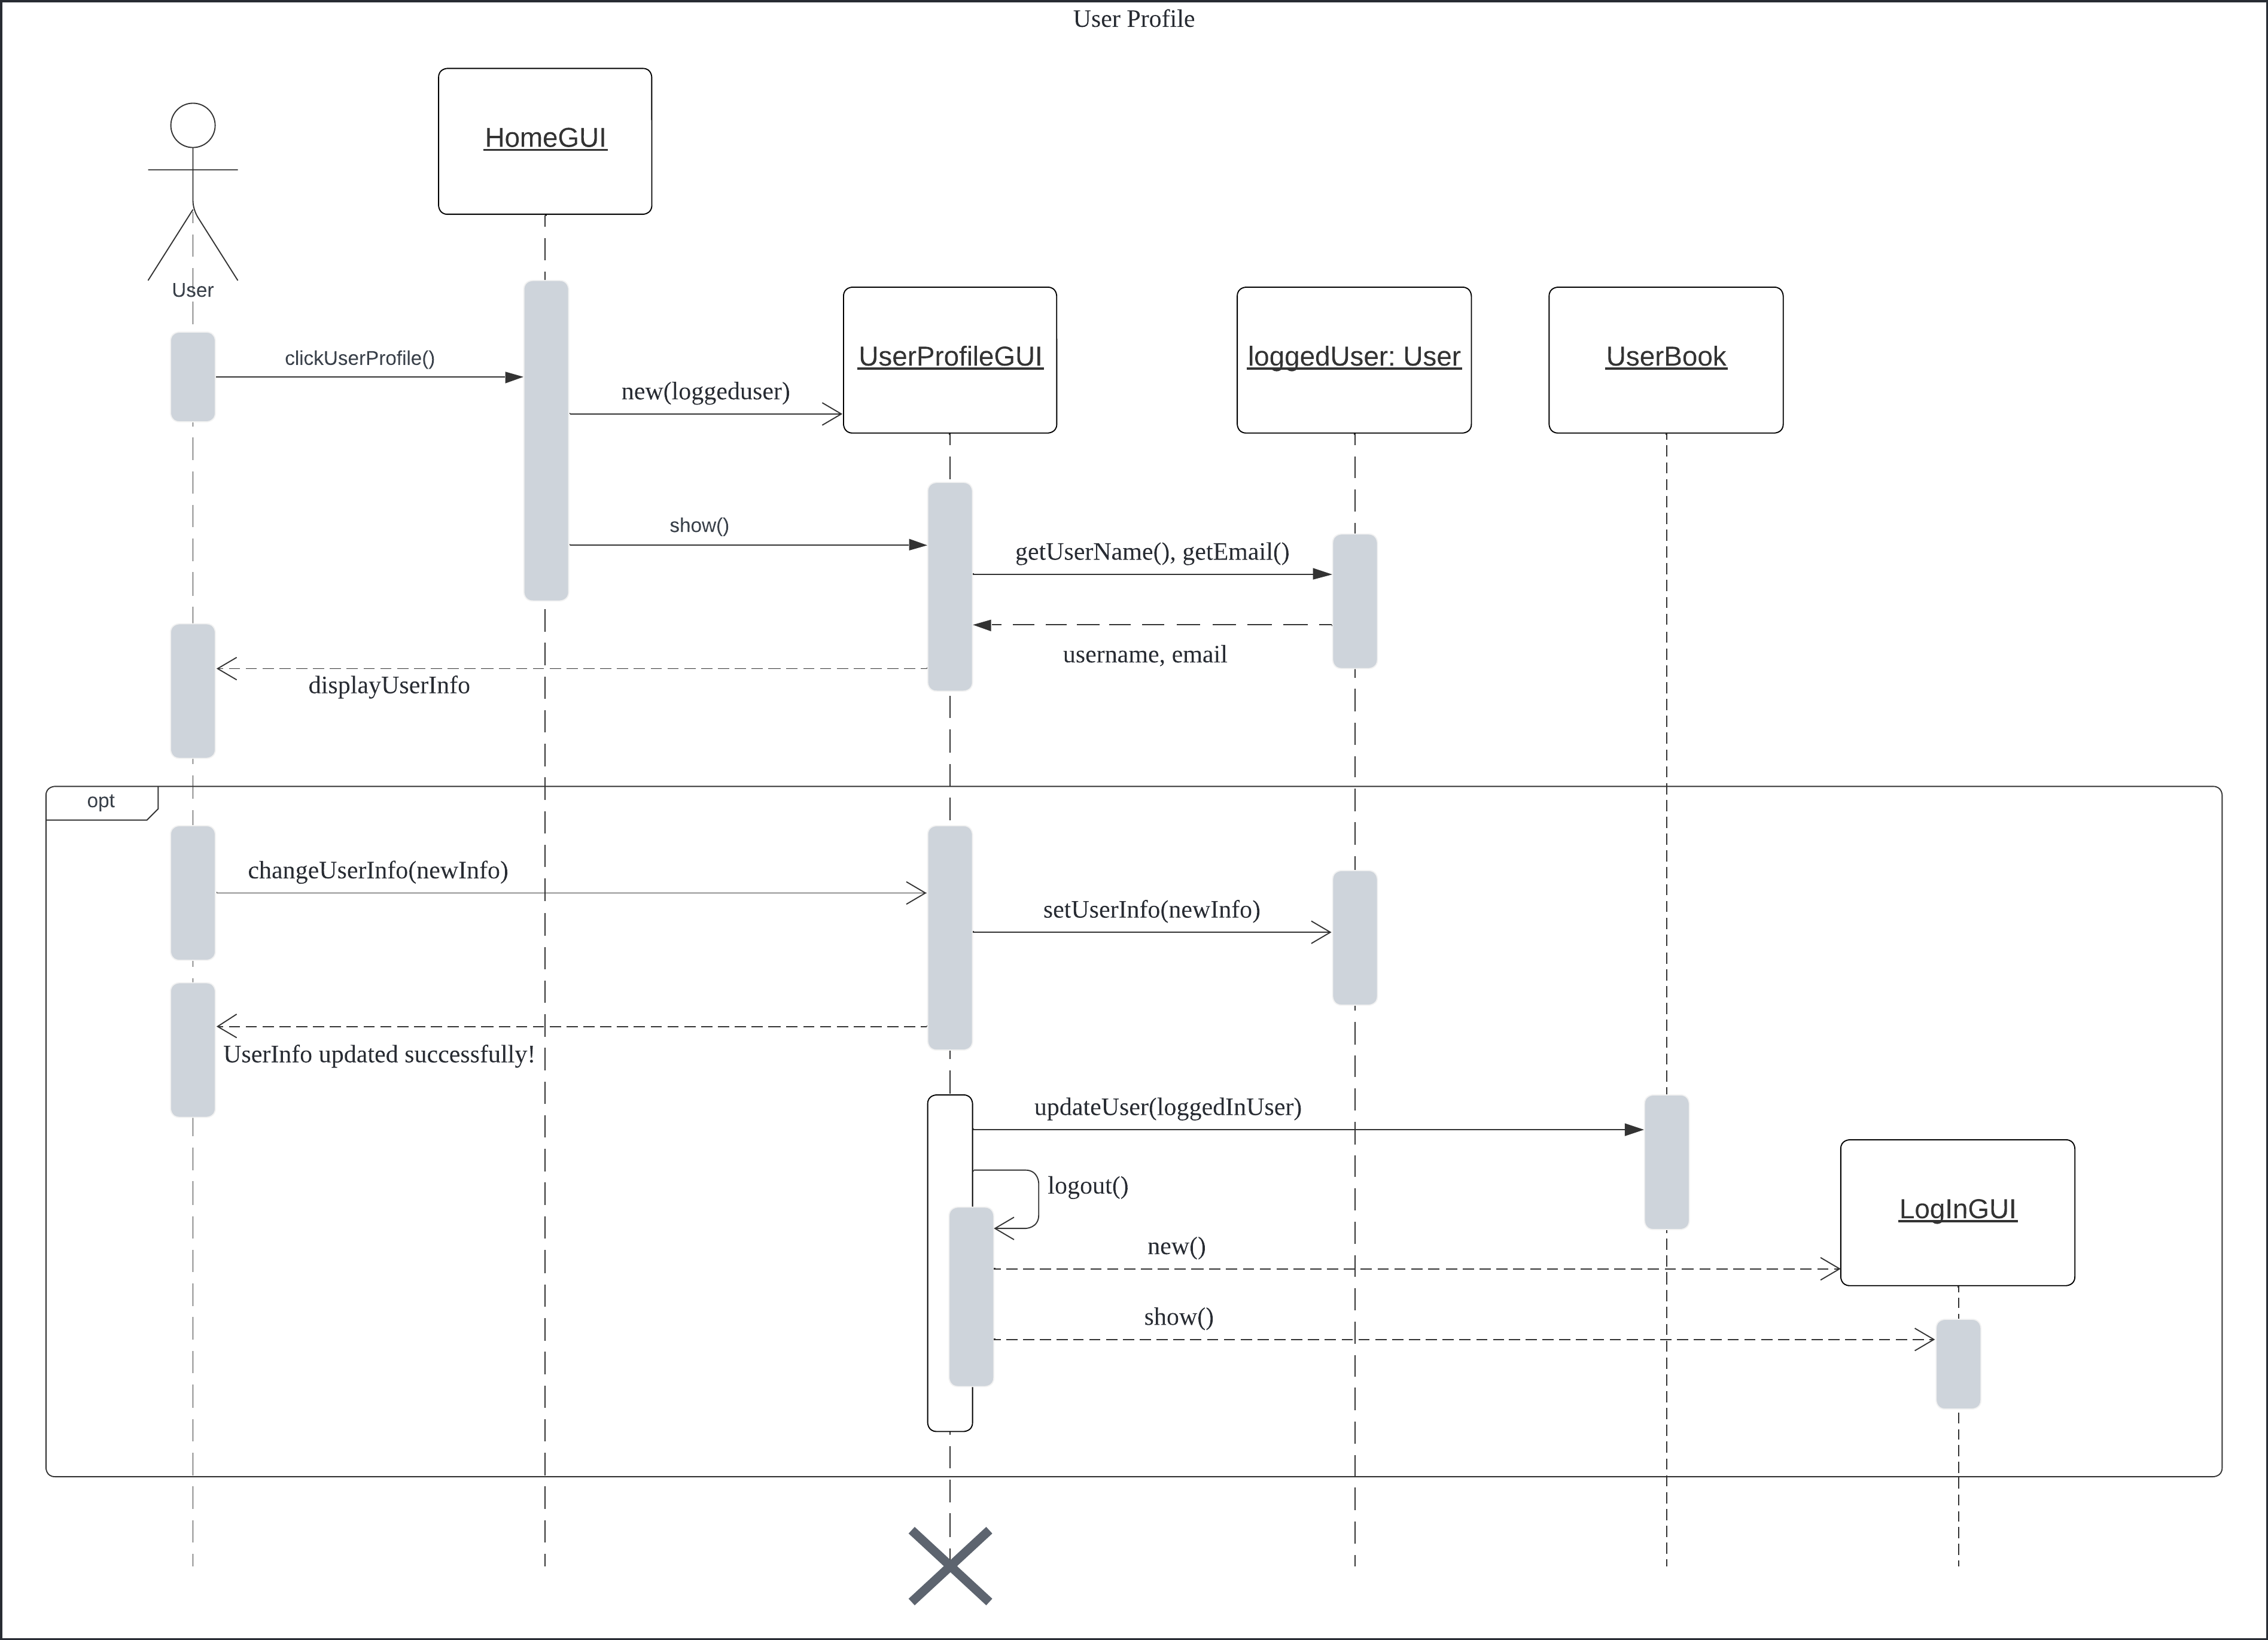 User Profile
HomeGUI
User
UserProfileGUI
loggedUser: User
UserBook
clickUserProfile()
new(loggeduser)
show()
getUserName(), getEmail()
username, email
displayUserInfo
opt
changeUserInfo(newInfo)
setUserInfo(newInfo)
UserInfo updated successfully!
updateUser(loggedInUser)
logout()
LogInGUI
new()
show()